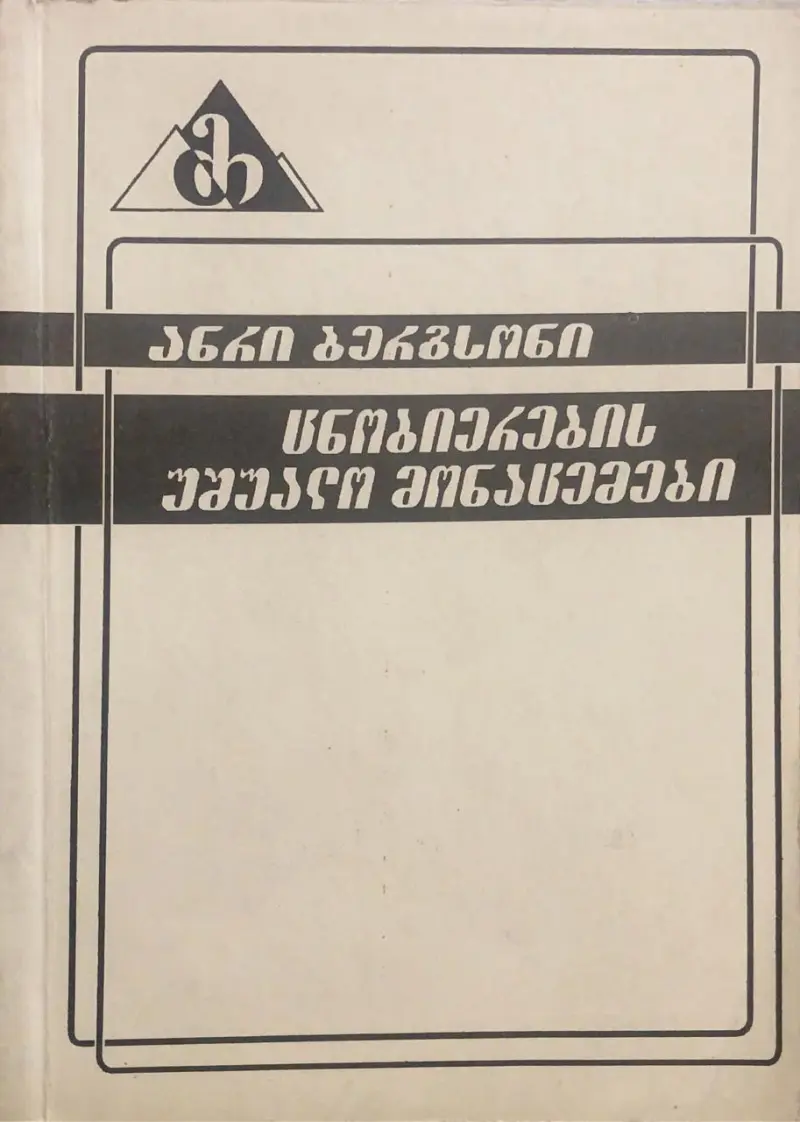 ანრი ბერგსონი
ცნობიერების
უშუალო მონაცემები